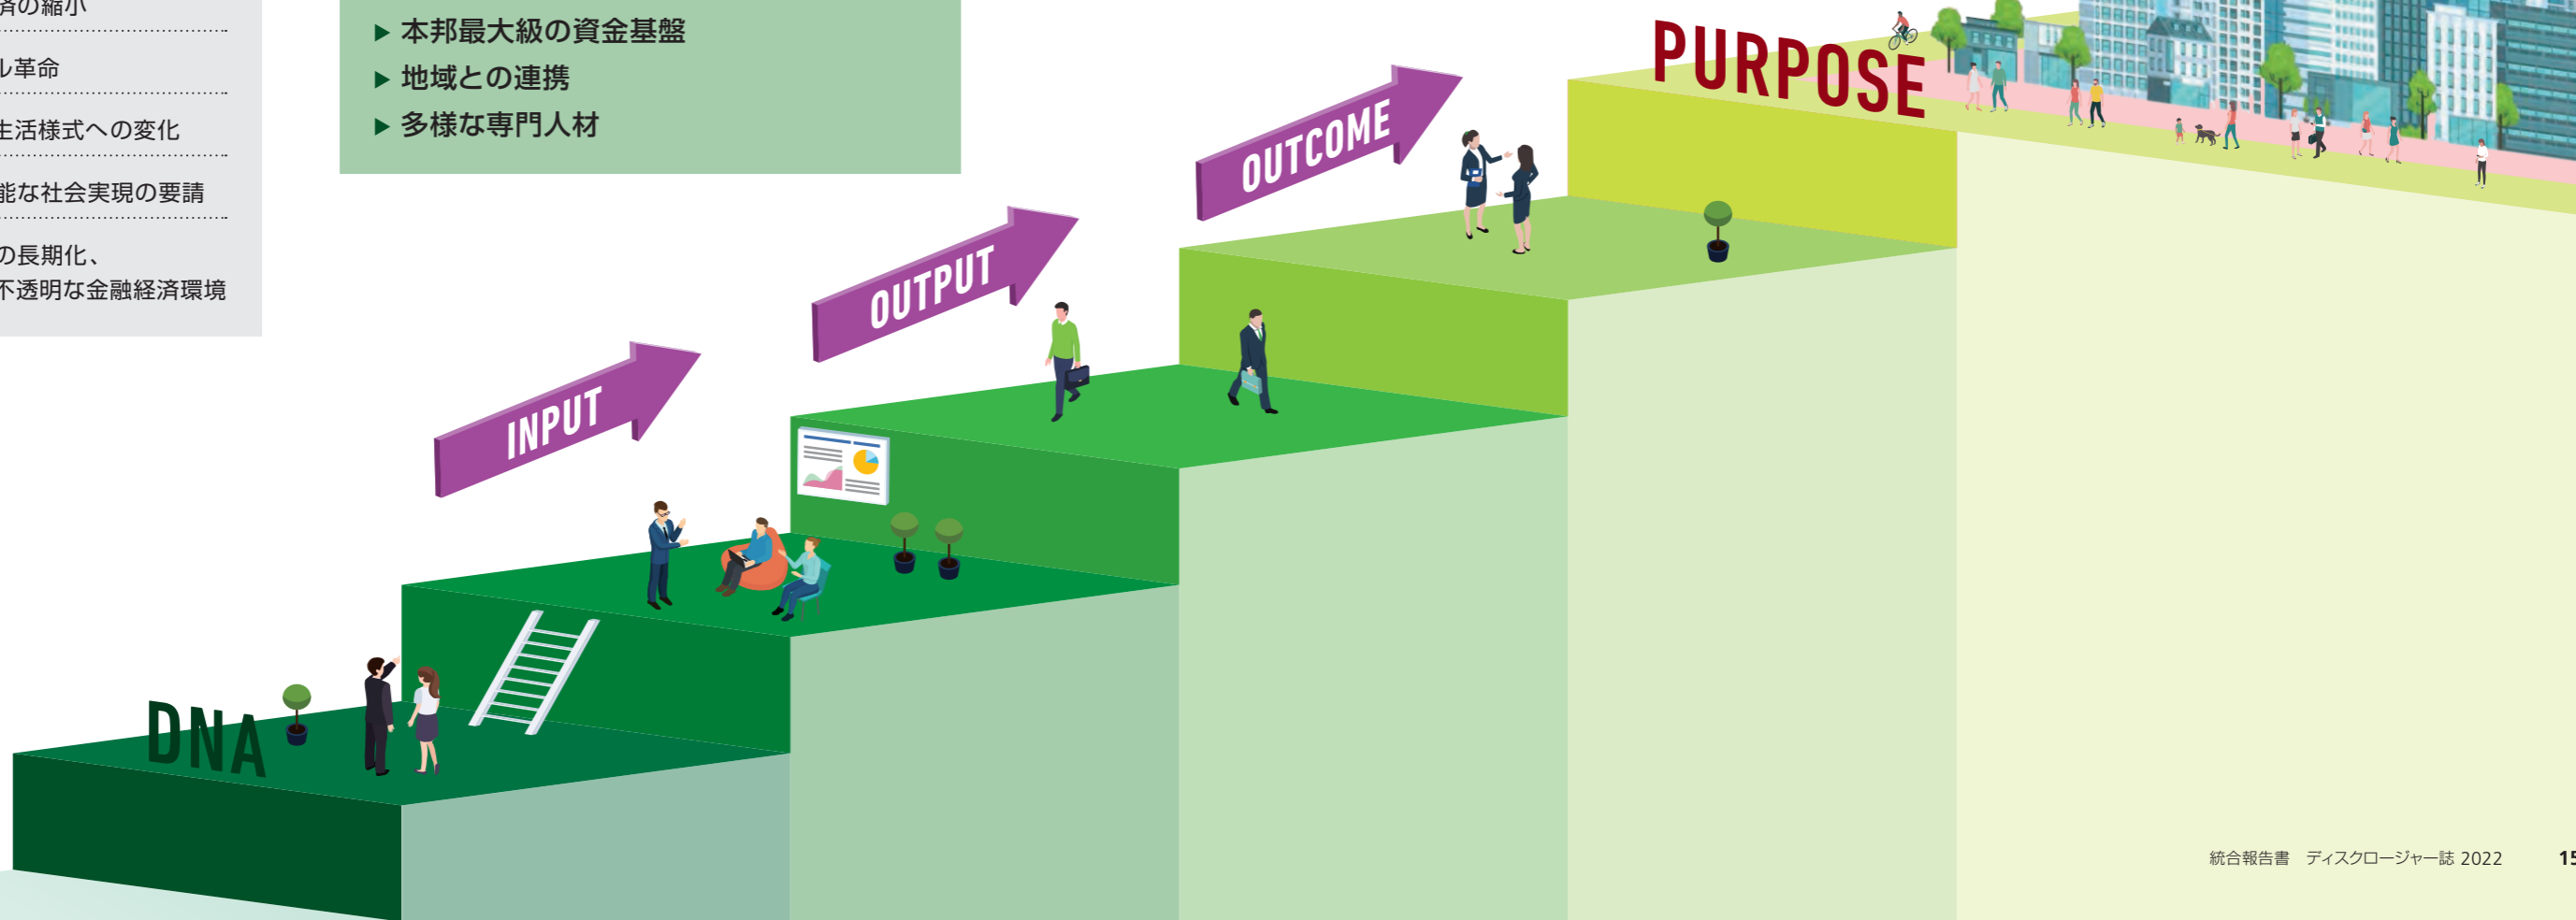 済の縮小
ル革命
生活様式への変化
能な社会実現の要請
の長期化、
不透明な金融経済環境
▶ 本邦最大級の資金基盤
▶ 地域との連携
▶ 多様な専門人材
PURPOSE
OUTCOME
OUTPUT
INPUT
DNA
統合報告書　ディスクロージャー誌 2022 15